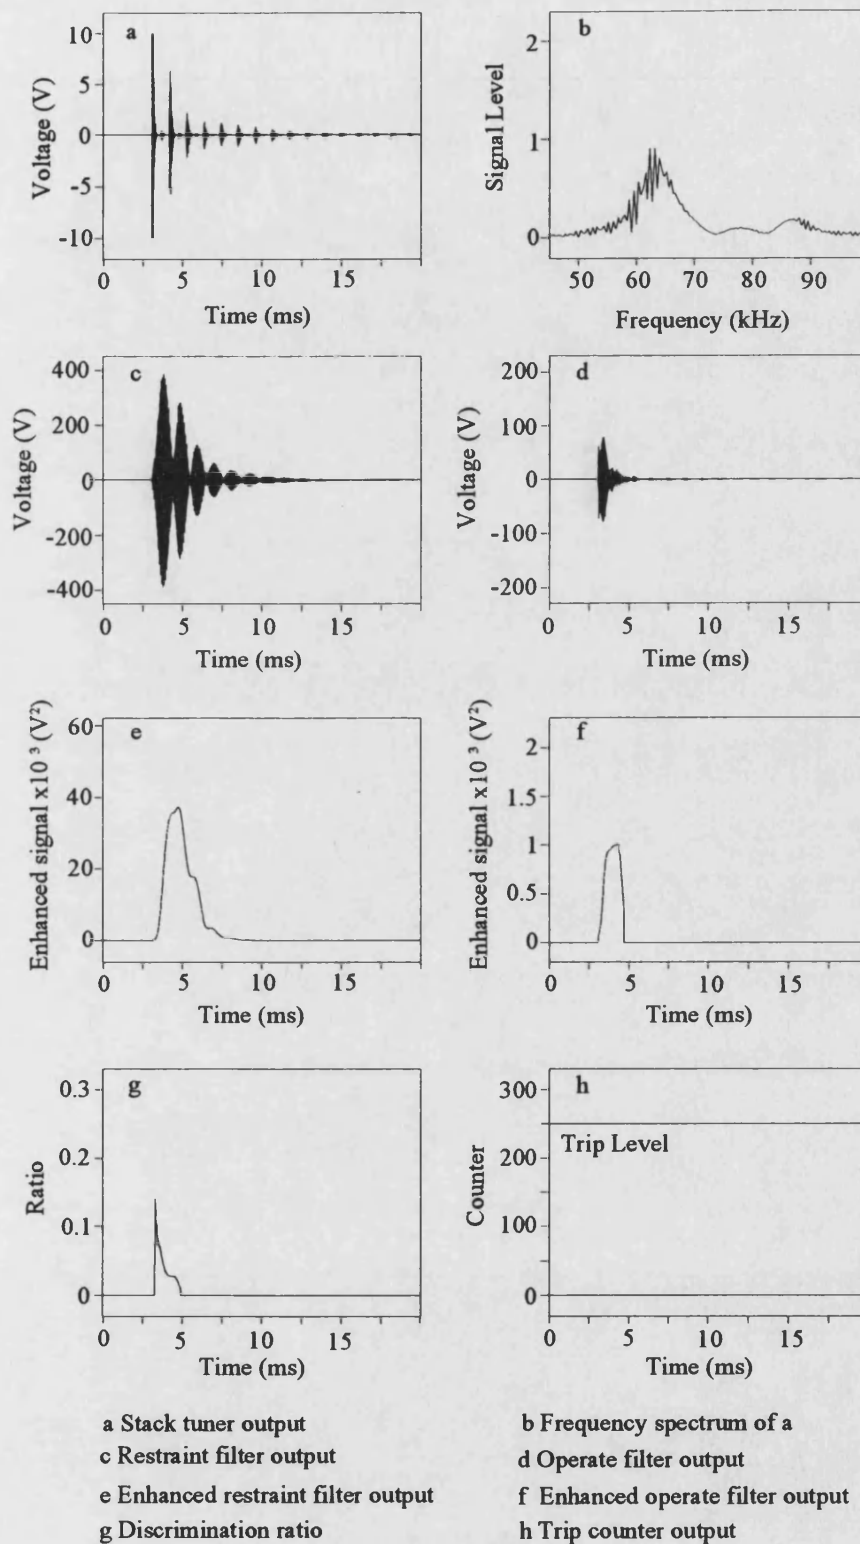 a
10
5
0
-5
-10
Voltage (V)
0 5 10 15
Time (ms)
b
2
1
0
Signal Level
50 60 70 80 90
Frequency (kHz)
c
400
200
0
-200
-400
Voltage (V)
0 5 10 15
Time (ms)
d
200
100
0
-100
-200
Voltage (V)
0 5 10 15
Time (ms)
e
60
40
20
0
Enhanced signal x10 ³ (V²)
0 5 10 15
Time (ms)
f
2
1.5
1
0.5
0
Enhanced signal x10 ³ (V²)
0 5 10 15
Time (ms)
g
0.3
0.2
0.1
0
Ratio
0 5 10 15
Time (ms)
h
300
200
100
0
Trip Level
Counter
0 5 10 15
Time (ms)
a Stack tuner output
b Frequency spectrum of a
c Restraint filter output
d Operate filter output
e Enhanced restraint filter output
f Enhanced operate filter output
g Discrimination ratio
h Trip counter output